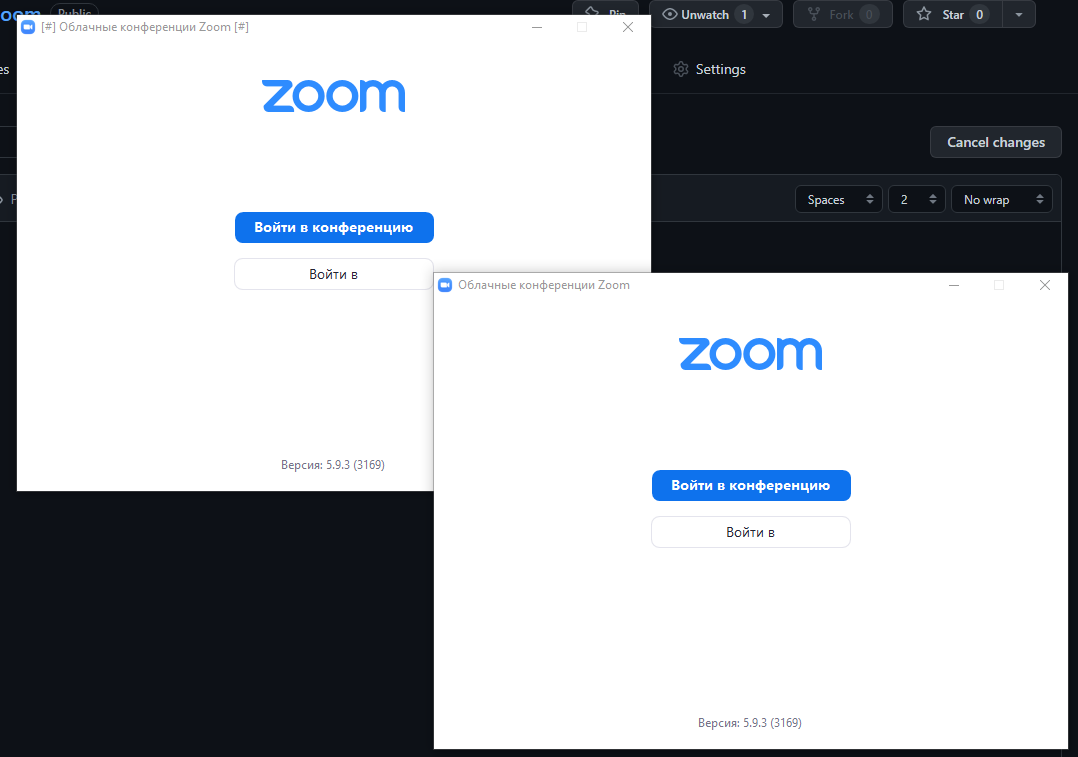 oom Public
Pin
Unwatch 1
Fork 0
Star 0
[#] Облачные конференции Zoom [#]
es
Settings
zoom
Cancel changes
Spaces
2
No wrap
Войти в конференцию
Войти в
Версия: 5.9.3 (3169)
Облачные конференции Zoom
zoom
Войти в конференцию
Войти в
Версия: 5.9.3 (3169)